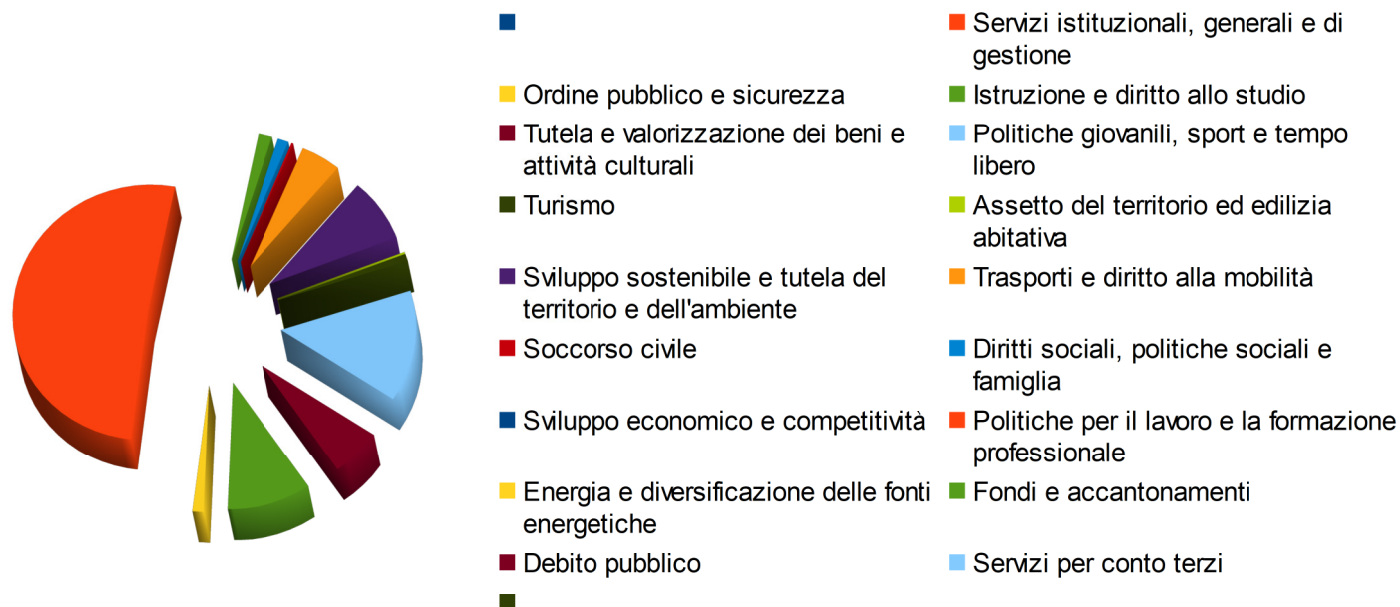 Servizi istituzionali, generali e di
gestione
Ordine pubblico e sicurezza
Istruzione e diritto allo studio
Tutela e valorizzazione dei beni e
attività culturali
Politiche giovanili, sport e tempo
libero
Turismo
Assetto del territorio ed edilizia
abitativa
Sviluppo sostenibile e tutela del
territorio e dell'ambiente
Trasporti e diritto alla mobilità
Soccorso civile
Diritti sociali, politiche sociali e
famiglia
Sviluppo economico e competitività
Politiche per il lavoro e la formazione
professionale
Energia e diversificazione delle fonti
energetiche
Fondi e accantonamenti
Debito pubblico
Servizi per conto terzi